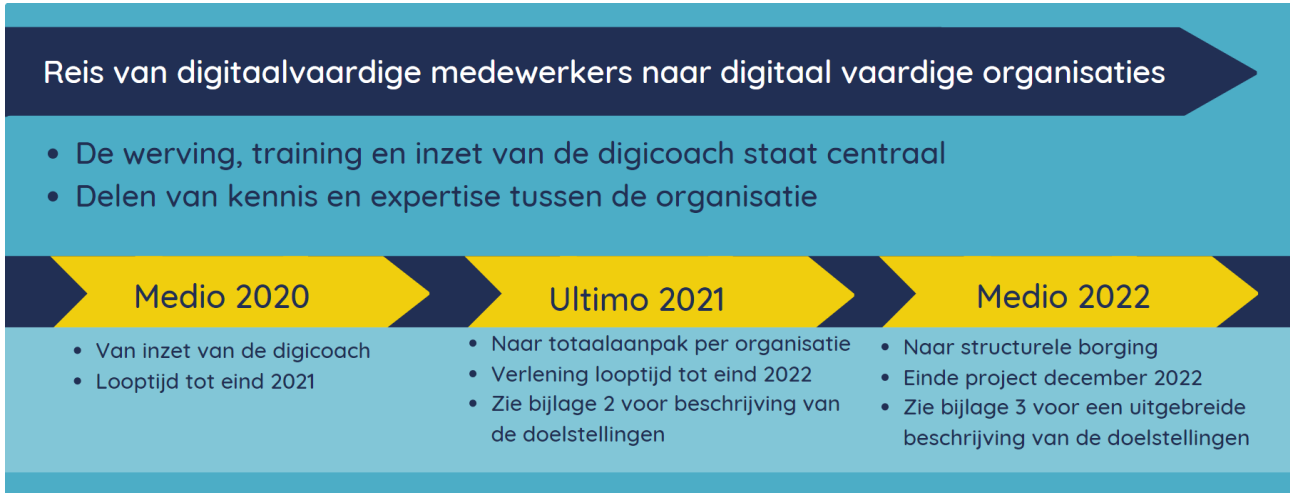 Reis van digitaalvaardige medewerkers naar digitaal vaardige organisaties
• De werving, training en inzet van de digicoach staat centraal
• Delen van kennis en expertise tussen de organisatie
Medio 2020
• Van inzet van de digicoach
• Looptijd tot eind 2021
Ultimo 2021
• Naar totaalaanpak per organisatie
• Verlening looptijd tot eind 2022
• Zie bijlage 2 voor beschrijving van
de doelstellingen
Medio 2022
• Naar structurele borging
• Einde project december 2022
• Zie bijlage 3 voor een uitgebreide
beschrijving van de doelstellingen